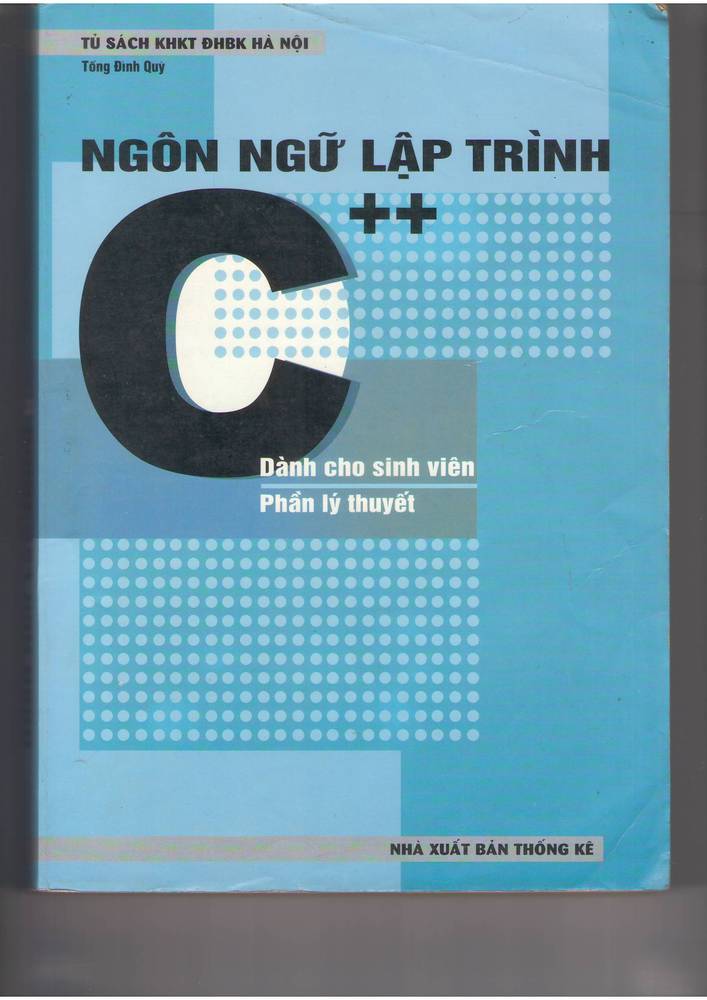 TỦ SÁCH KHKT ĐHBK HÀ NỘI
Tống Đình Quỳ
NGÔN NGỮ LẬP TRÌNH
C++
Dành cho sinh viên
Phần lý thuyết
NHÀ XUẤT BẢN THỐNG KÊ